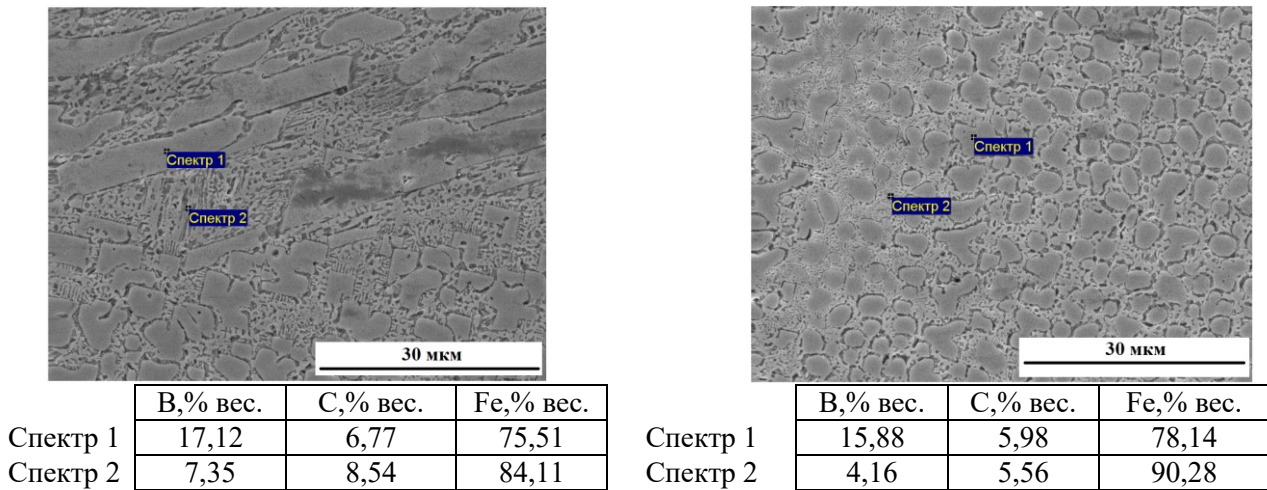 Спектр 1
Спектр 2
30 мкм
B,% вес. C,% вес. Fe,% вес.
Спектр 1 17,12 6,77 75,51
Спектр 2 7,35 8,54 84,11
Спектр 1
Спектр 2
30 мкм
B,% вес. C,% вес. Fe,% вес.
Спектр 1 15,88 5,98 78,14
Спектр 2 4,16 5,56 90,28